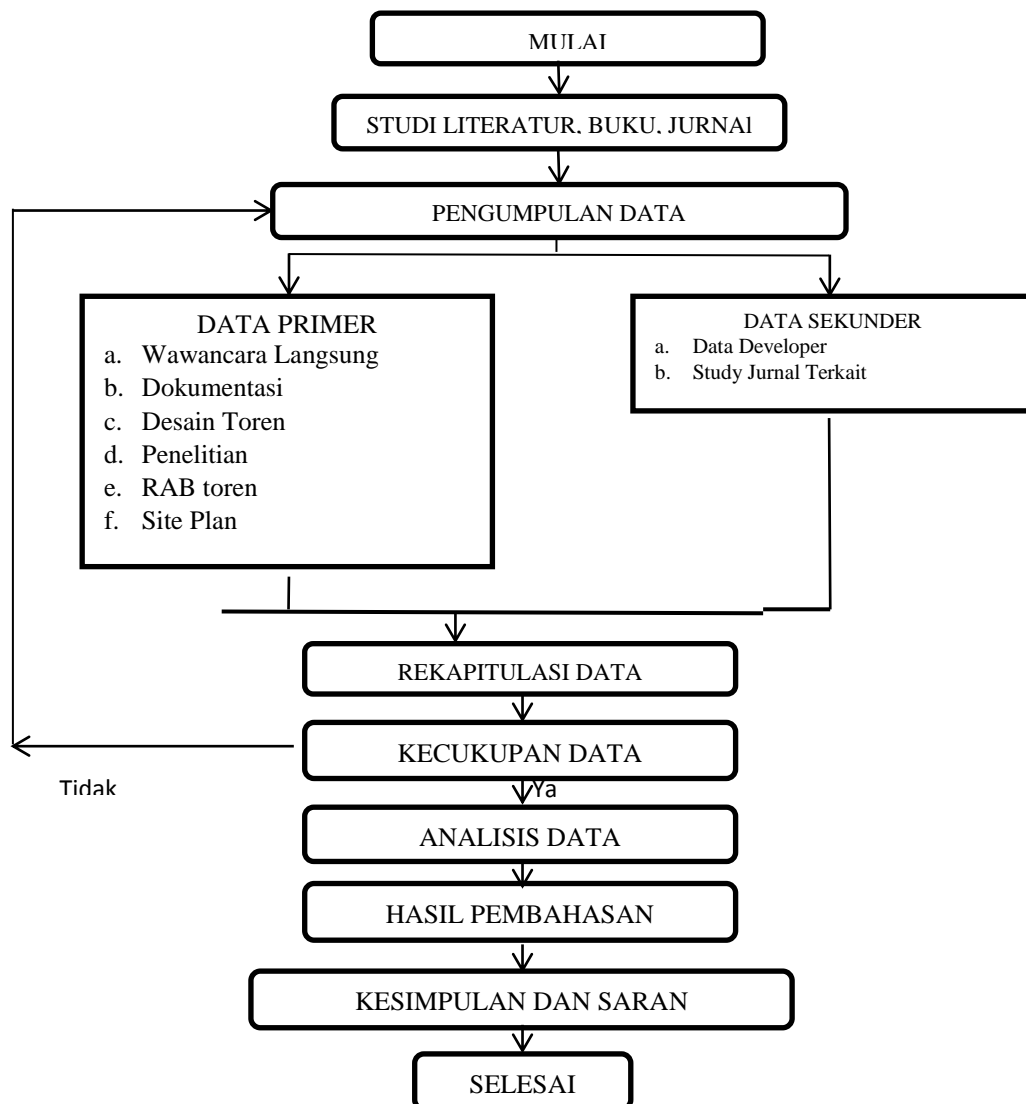 MULAI
STUDI LITERATUR, BUKU, JURNAl
PENGUMPULAN DATA
DATA PRIMER
a. Wawancara Langsung
b. Dokumentasi
c. Desain Toren
d. Penelitian
e. RAB toren
f. Site Plan
DATA SEKUNDER
a. Data Developer
b. Study Jurnal Terkait
REKAPITULASI DATA
KECUKUPAN DATA
Tidak
Ya
ANALISIS DATA
HASIL PEMBAHASAN
KESIMPULAN DAN SARAN
SELESAI